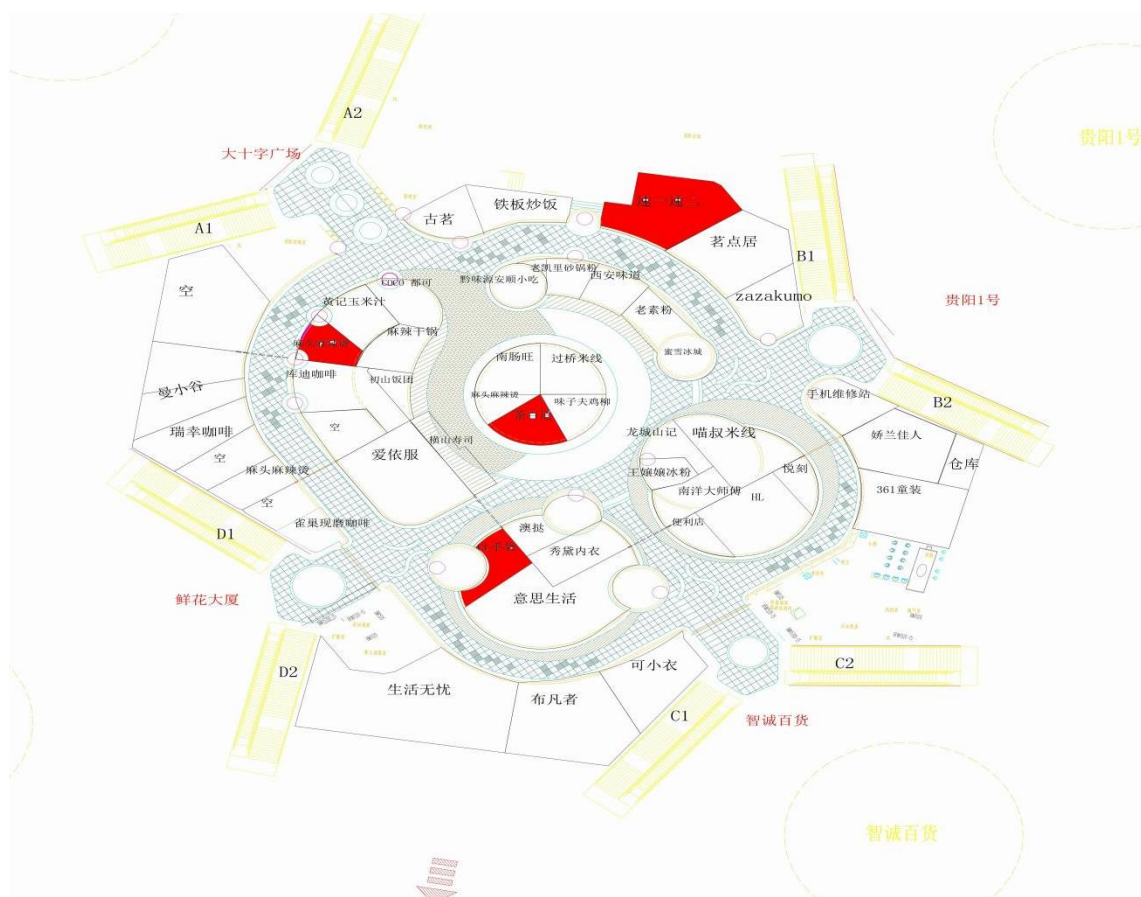 A2
大十字广场
贵阳1号
A1
古茗
铁板炒饭
茗点居
B1
zazakumo
贵阳1号
空
COCO 都可
黔味源安顺小吃
老凯里砂锅粉
西安味道
黄记玉米汁
麻辣干锅
老素粉
蜜雪冰城
库迪咖啡
初山饭团
南肠旺
过桥米线
曼小谷
麻头麻辣烫
味子夫鸡柳
手机维修站
B2
瑞幸咖啡
空
空
横山寿司
龙城山记
喵叔米线
娇兰佳人
仓库
麻头麻辣烫
爱依服
王嬢嬢冰粉
悦刻
南洋大师傅
HL
361童装
空
雀巢现磨咖啡
D1
澳挞
便利店
秀黛内衣
鲜花大厦
意思生活
D2
生活无忧
布凡者
可小衣
C2
C1
智诚百货
智诚百货